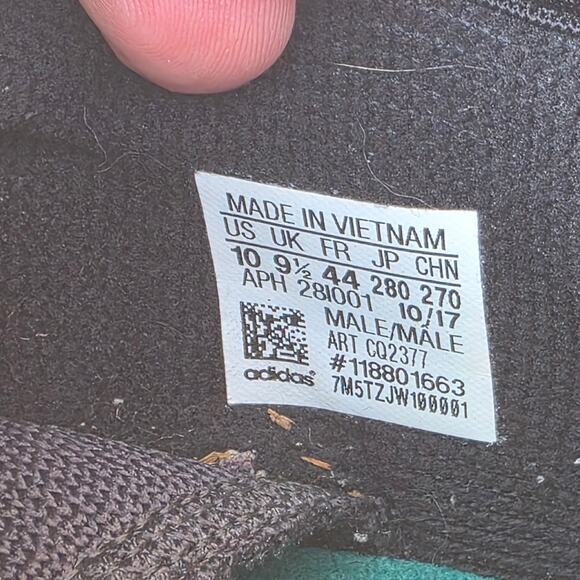 MADE IN VIETNAM
US UK FR JP CHN
10 9½ 44 280 270
APH 281001 10/17
MALE/MÂLE
ART CQ2377
#118801663
adidas® 7M5TZJW100001